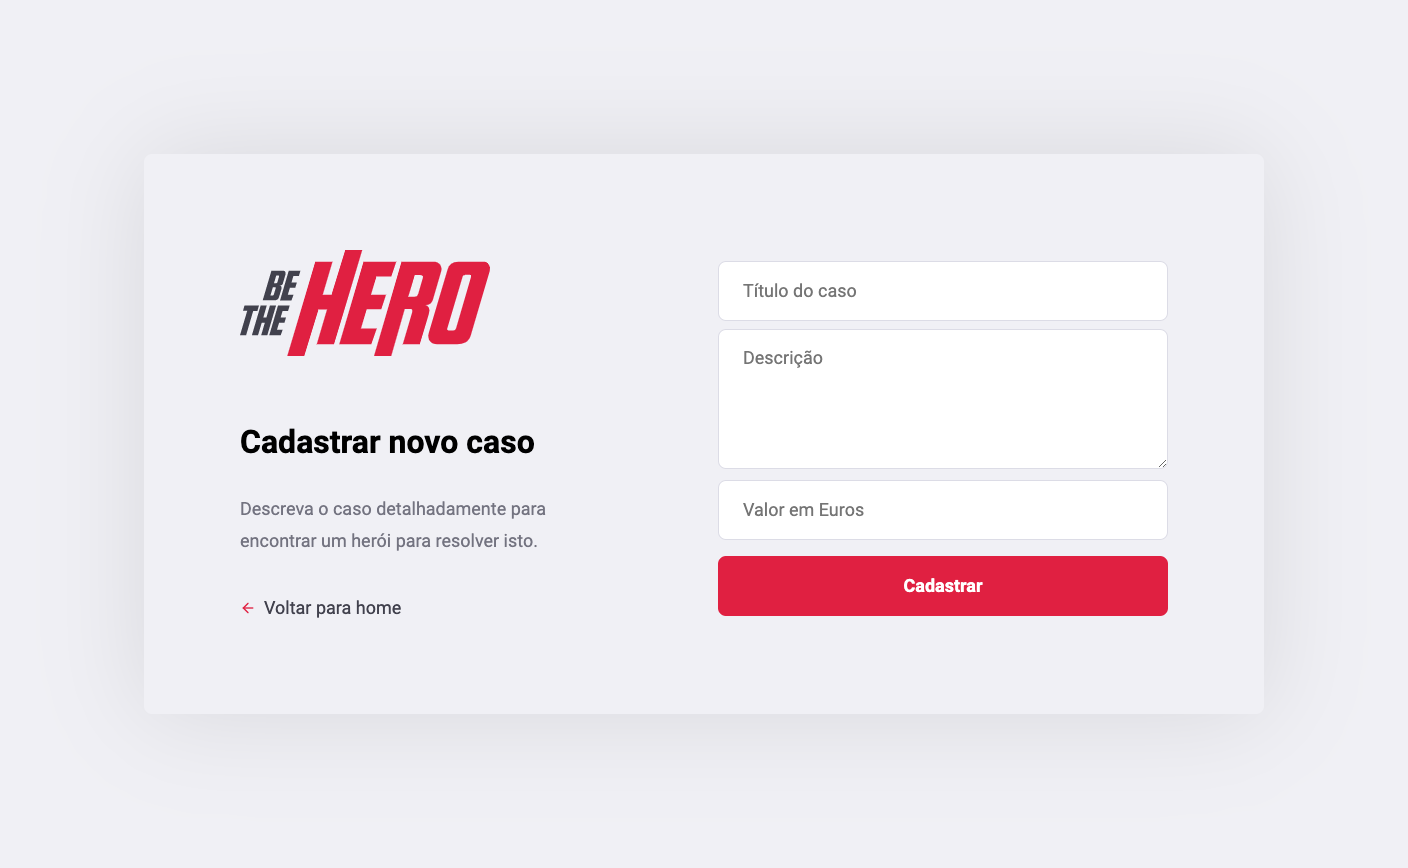 BE
THE HERO
Cadastrar novo caso
Descreva o caso detalhadamente para
encontrar um herói para resolver isto.
Voltar para home
Título do caso
Descrição
Valor em Euros
Cadastrar